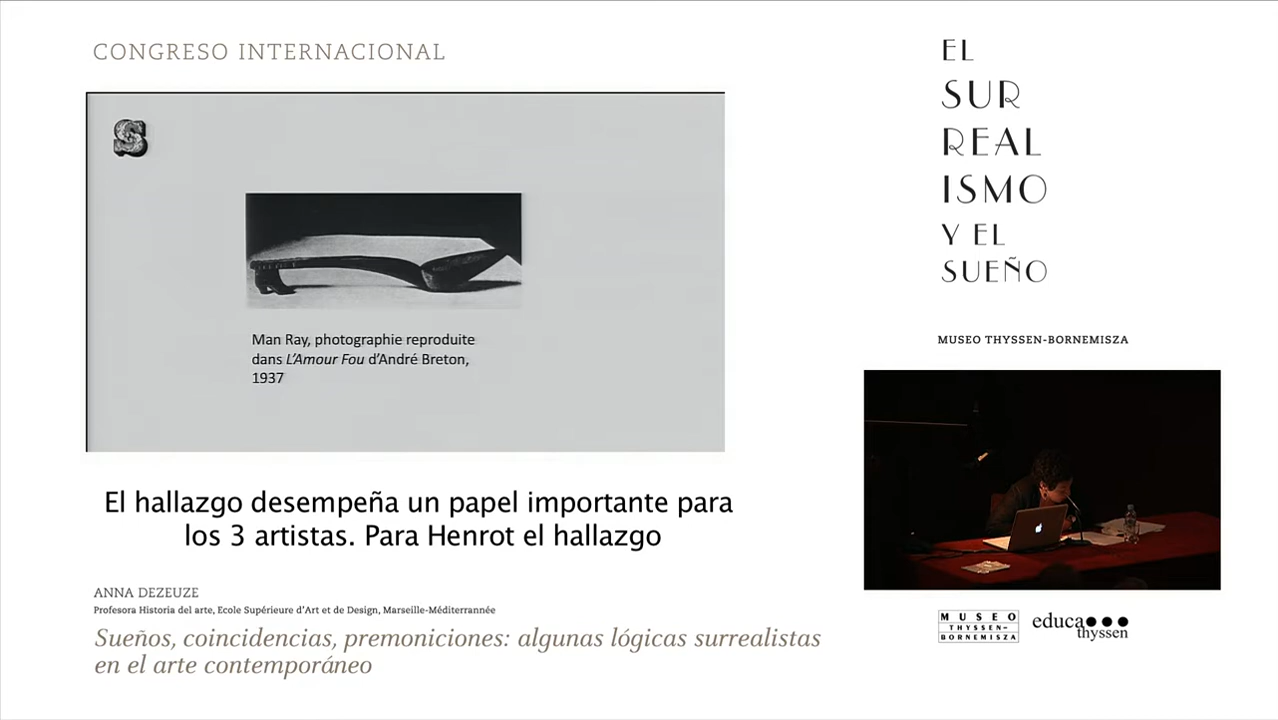 CONGRESO INTERNACIONAL
S
Man Ray, photographie reproduite
dans L'Amour Fou d'André Breton,
1937
El hallazgo desempeña un papel importante para
los 3 artistas. Para Henrot el hallazgo
ANNA DEZEUZE
Profesora Historia del arte, Ecole Supérieure d'Art et de Design, Marseille-Méditerrannée
Sueños, coincidencias, premoniciones: algunas lógicas surrealistas
en el arte contemporáneo
EL
SUR
REAL
ISMO
Y EL
SUEÑO
MUSEO THYSSEN-BORNEMISZA
MUSEO
THYSSEN-
BORNEMISZA
educa
thyssen